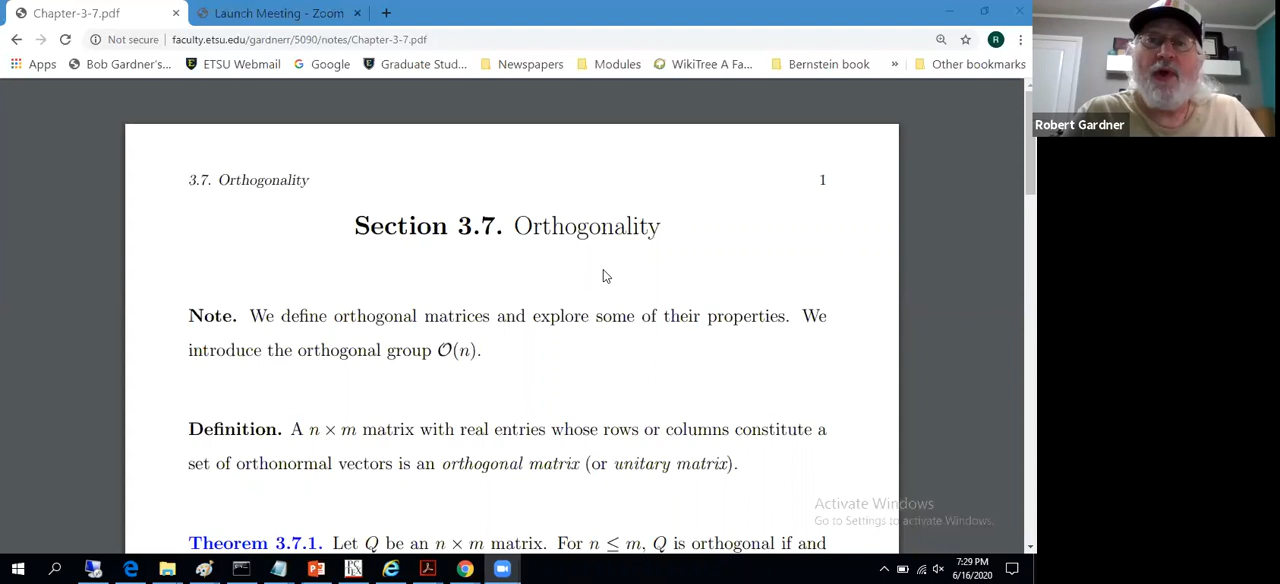 Chapter-3-7.pdf
Launch Meeting - Zoom
Not secure
faculty.etsu.edu/gardnerr/5090/notes/Chapter-3-7.pdf
R
Apps
Bob Gardner's...
ETSU Webmail
Google
Graduate Stud...
Newspapers
Modules
WikiTree A Fa...
Bernstein book
»
Other bookmarks
Robert Gardner
3.7. Orthogonality 1
Section 3.7. Orthogonality
Note. We define orthogonal matrices and explore some of their properties. We
introduce the orthogonal group 𝒪(n).
Definition. A n × m matrix with real entries whose rows or columns constitute a
set of orthonormal vectors is an orthogonal matrix (or unitary matrix).
Activate Windows
Go to Settings to activate Windows.
Theorem 3.7.1. Let Q be an n × m matrix. For n ≤ m, Q is orthogonal if and
7:29 PM
6/16/2020